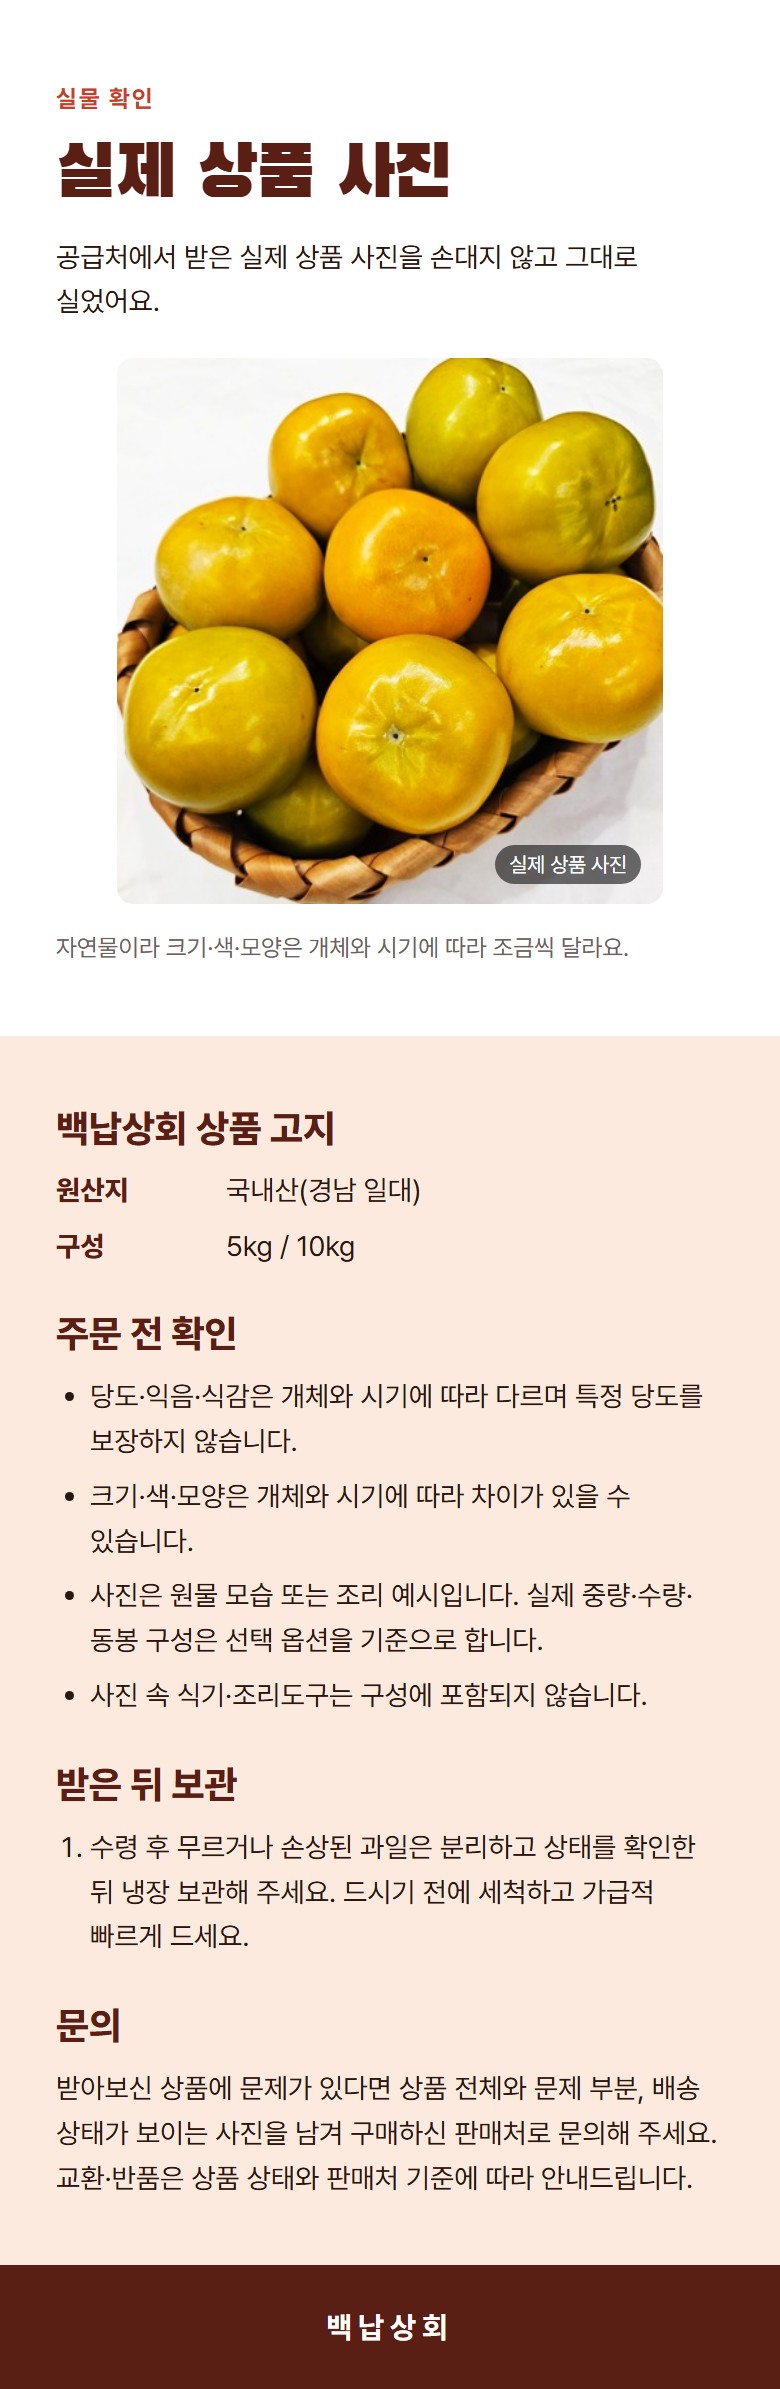 실물 확인
실제 상품 사진
공급처에서 받은 실제 상품 사진을 손대지 않고 그대로
실었어요.
실제 상품 사진
자연물이라 크기·색·모양은 개체와 시기에 따라 조금씩 달라요.
백납상회 상품 고지
원산지 국내산(경남 일대)
구성 5kg / 10kg
주문 전 확인
• 당도·익음·식감은 개체와 시기에 따라 다르며 특정 당도를
보장하지 않습니다.
• 크기·색·모양은 개체와 시기에 따라 차이가 있을 수
있습니다.
• 사진은 원물 모습 또는 조리 예시입니다. 실제 중량·수량·
동봉 구성은 선택 옵션을 기준으로 합니다.
• 사진 속 식기·조리도구는 구성에 포함되지 않습니다.
받은 뒤 보관
1. 수령 후 무르거나 손상된 과일은 분리하고 상태를 확인한
뒤 냉장 보관해 주세요. 드시기 전에 세척하고 가급적
빠르게 드세요.
문의
받아보신 상품에 문제가 있다면 상품 전체와 문제 부분, 배송
상태가 보이는 사진을 남겨 구매하신 판매처로 문의해 주세요.
교환·반품은 상품 상태와 판매처 기준에 따라 안내드립니다.
백납상회